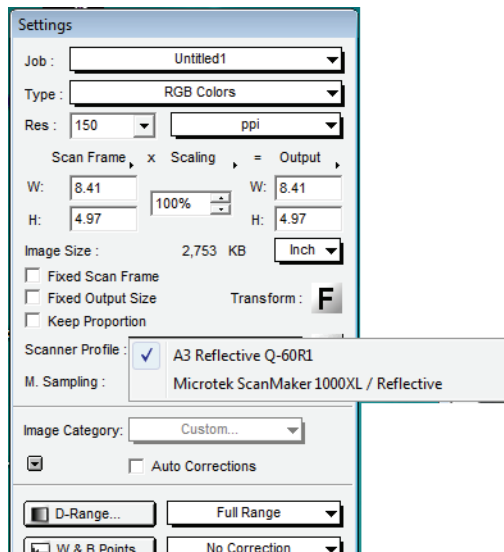 Settings
Job : Untitled1
Type : RGB Colors
Res : 150 ppi
Scan Frame x Scaling = Output
W: 8.41 100% W: 8.41
H: 4.97 H: 4.97
Image Size : 2,753 KB Inch
Fixed Scan Frame
Fixed Output Size Transform : F
Keep Proportion
Scanner Profile : A3 Reflective Q-60R1
M. Sampling : Microtek ScanMaker 1000XL / Reflective
Image Category: Custom...
Auto Corrections
D-Range... Full Range
W & B Points No Correction